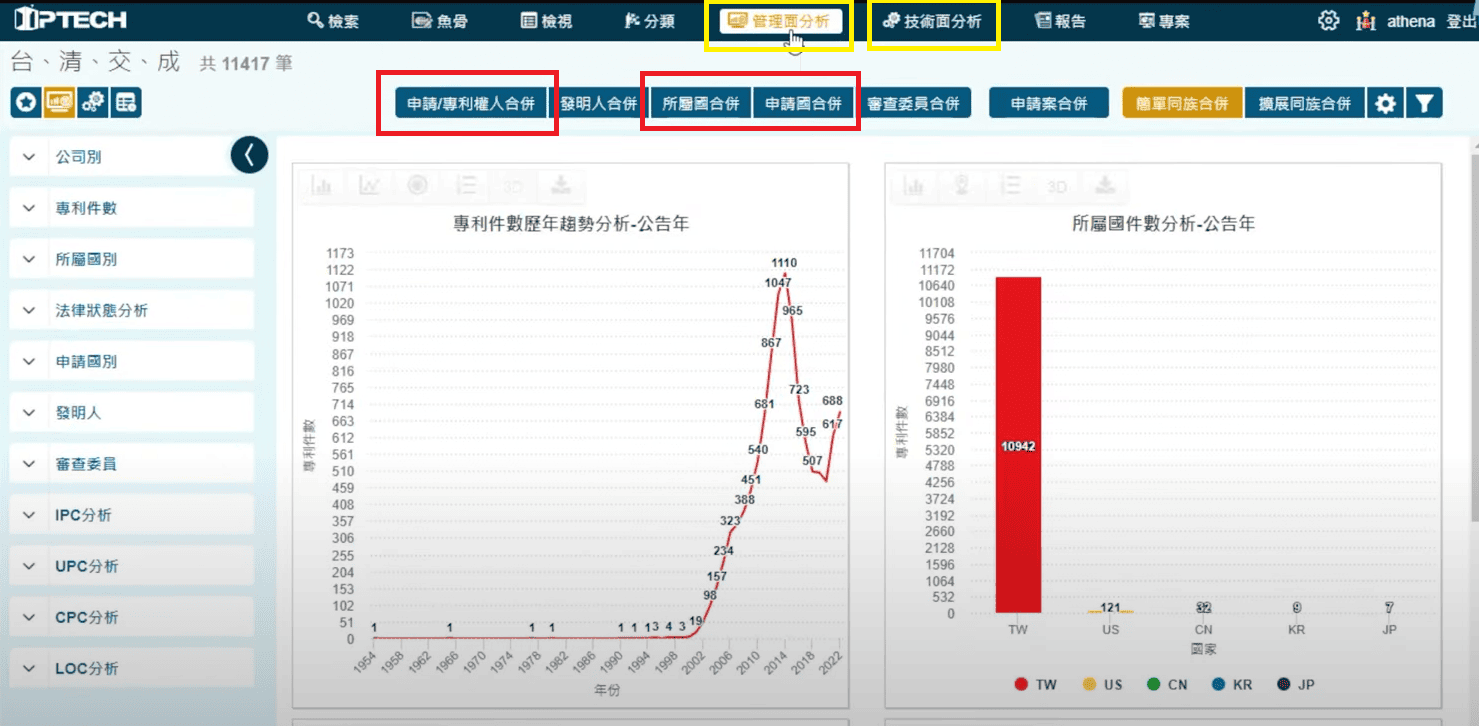 IPTECH 檢索 魚骨 檢視 分類 管理面分析 技術面分析 報告 專案 athena 登出
台、清、交、成 共 11417 筆
申請/專利權人合併 發明人合併 所屬國合併 申請國合併 審查委員合併 申請案合併 簡單同族合併 擴展同族合併
公司別
專利件數
所屬國別
法律狀態分析
申請國別
發明人
審查委員
IPC分析
UPC分析
CPC分析
LOC分析
3D
專利件數歷年趨勢分析-公告年
專利件數
1173
1122
1071
1020
969
918
867
816
765
714
663
612
561
510
459
408
357
306
255
204
153
102
51
0
1 1 1 1 1 1 1 3 4 3 19
98
157
234
323
388
451
540
681
867
1047
1110
965
723
595
507
617
688
1954 1958 1962 1966 1970 1974 1978 1982 1986 1990 1994 1998 2002 2006 2010 2014 2018 2022
年份
3D
所屬國件數分析-公告年
專利件數
11704
11172
10640
10108
9576
9044
8512
7980
7448
6916
6384
5852
5320
4788
4256
3724
3192
2660
2128
1596
1064
532
0
10942 121 32 9 7
TW US CN KR JP
國家
TW US CN KR JP